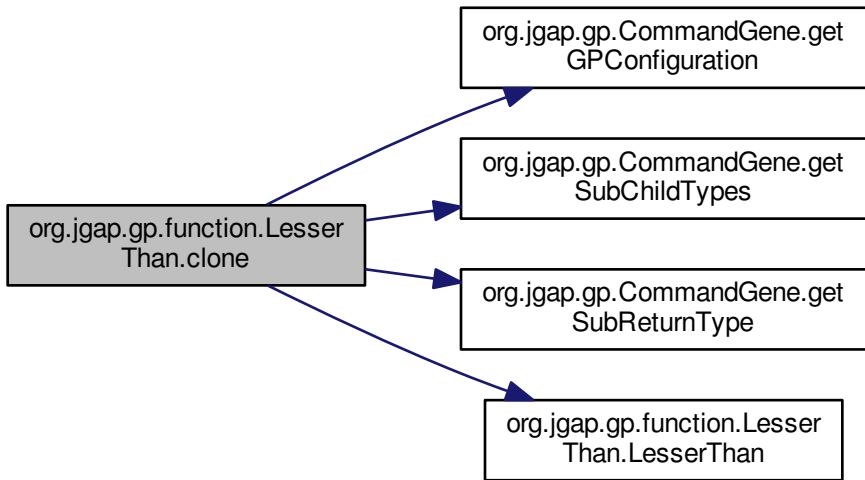 org.jgap.gp.CommandGene.get
GPConfiguration
org.jgap.gp.CommandGene.get
SubChildTypes
org.jgap.gp.function.Lesser
Than.clone
org.jgap.gp.CommandGene.get
SubReturnType
org.jgap.gp.function.Lesser
Than.LesserThan